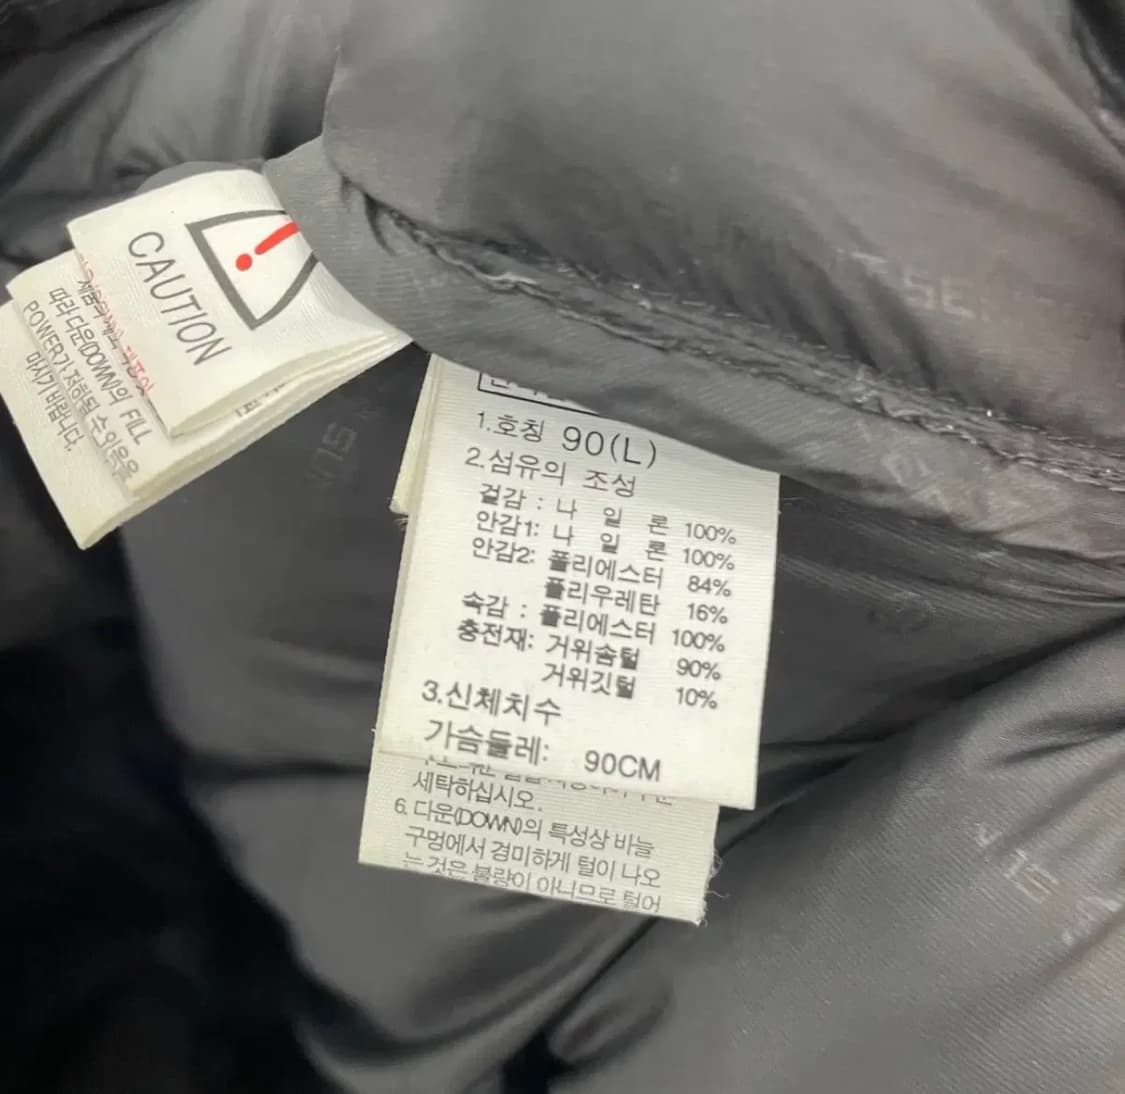 CAUTION
따라 다운(DOWN)의 FILL
POWER가 저하될 수 있음을
마시기 바랍니다.
1.호칭 90(L)
2.섬유의 조성
겉감 : 나 일 론 100%
안감1: 나 일 론 100%
안감2: 폴리에스터 84%
폴리우레탄 16%
속감 : 폴리에스터 100%
충전재: 거위솜털 90%
거위깃털 10%
3.신체치수
가슴둘레: 90CM
세탁하십시오.
6. 다운(DOWN)의 특성상 바늘
구멍에서 경미하게 털이 나오
는 것은 불량이 아니므로 털어